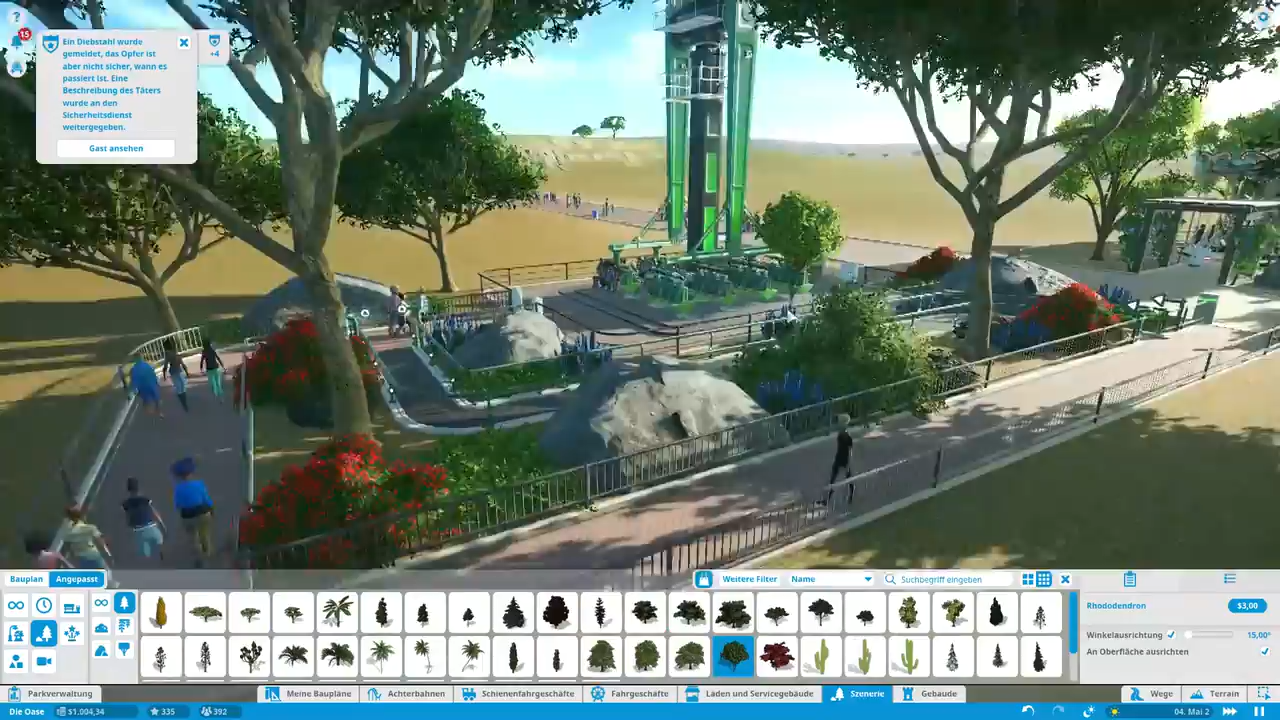 ?
15
Ein Diebstahl wurde
gemeldet, das Opfer ist
aber nicht sicher, wann es
passiert ist. Eine
Beschreibung des Täters
wurde an den
Sicherheitsdienst
weitergegeben.
+4
Gast ansehen
Bauplan
Angepasst
Weitere Filter
Name
Suchbegriff eingeben
Rhododendron
$3,00
Winkelausrichtung
15,00°
An Oberfläche ausrichten
Parkverwaltung
Meine Baupläne
Achterbahnen
Schienenfahrgeschäfte
Fahrgeschäfte
Läden und Servicegebäude
Szenerie
Gebäude
Wege
Terrain
Die Oase
$1.004,34
335
392
04. Mai 2